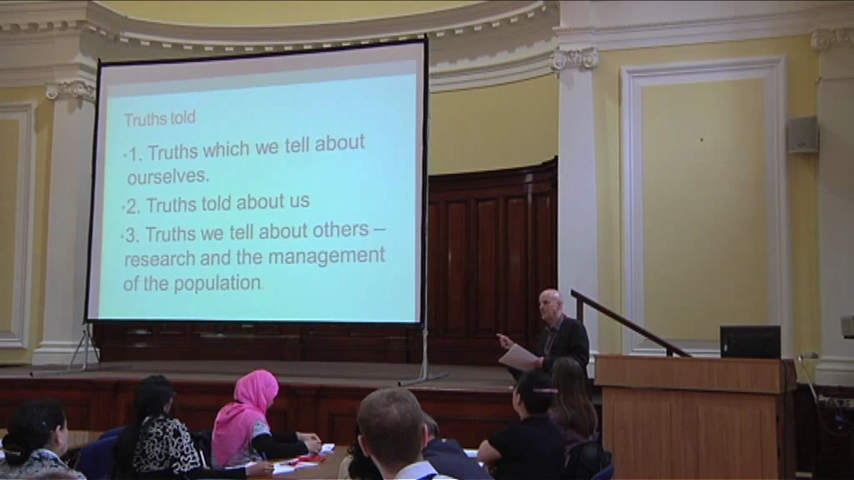 Truths told
•1. Truths which we tell about
ourselves.
•2. Truths told about us
•3. Truths we tell about others –
research and the management
of the population.